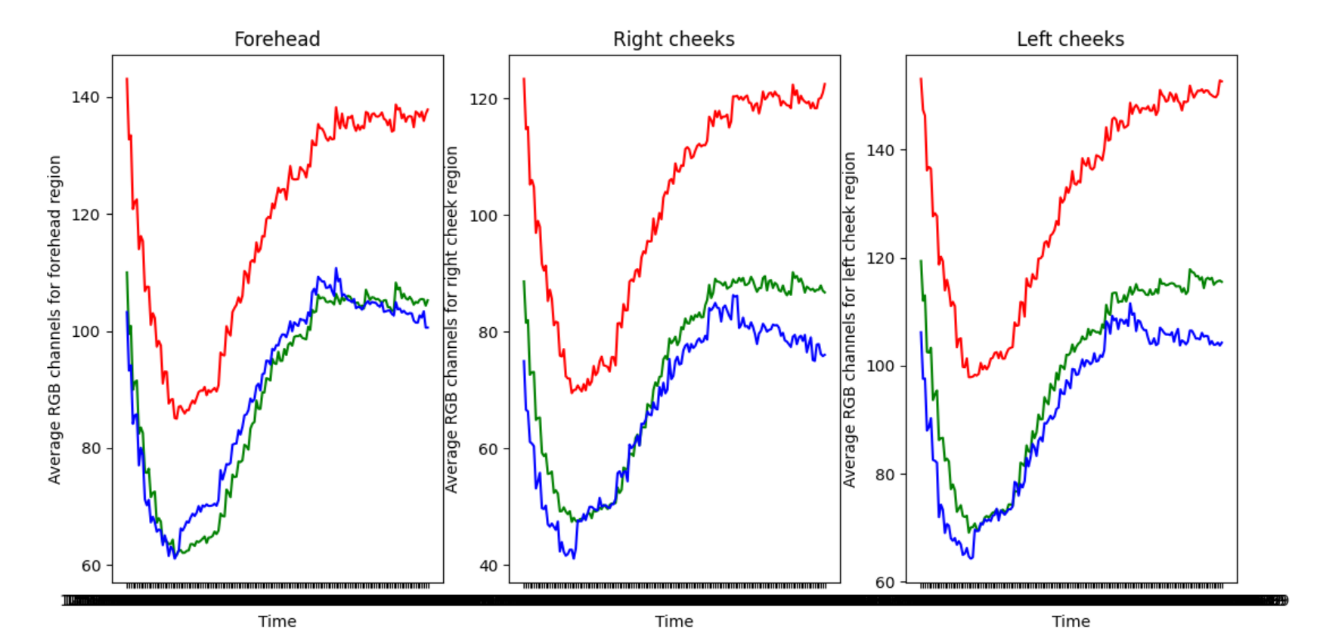 Forehead
Right cheeks
Left cheeks
Average RGB channels for forehead region
140
120
100
80
60
Time
Average RGB channels for right cheek region
120
100
80
60
40
Time
Average RGB channels for left cheek region
140
120
100
80
60
Time